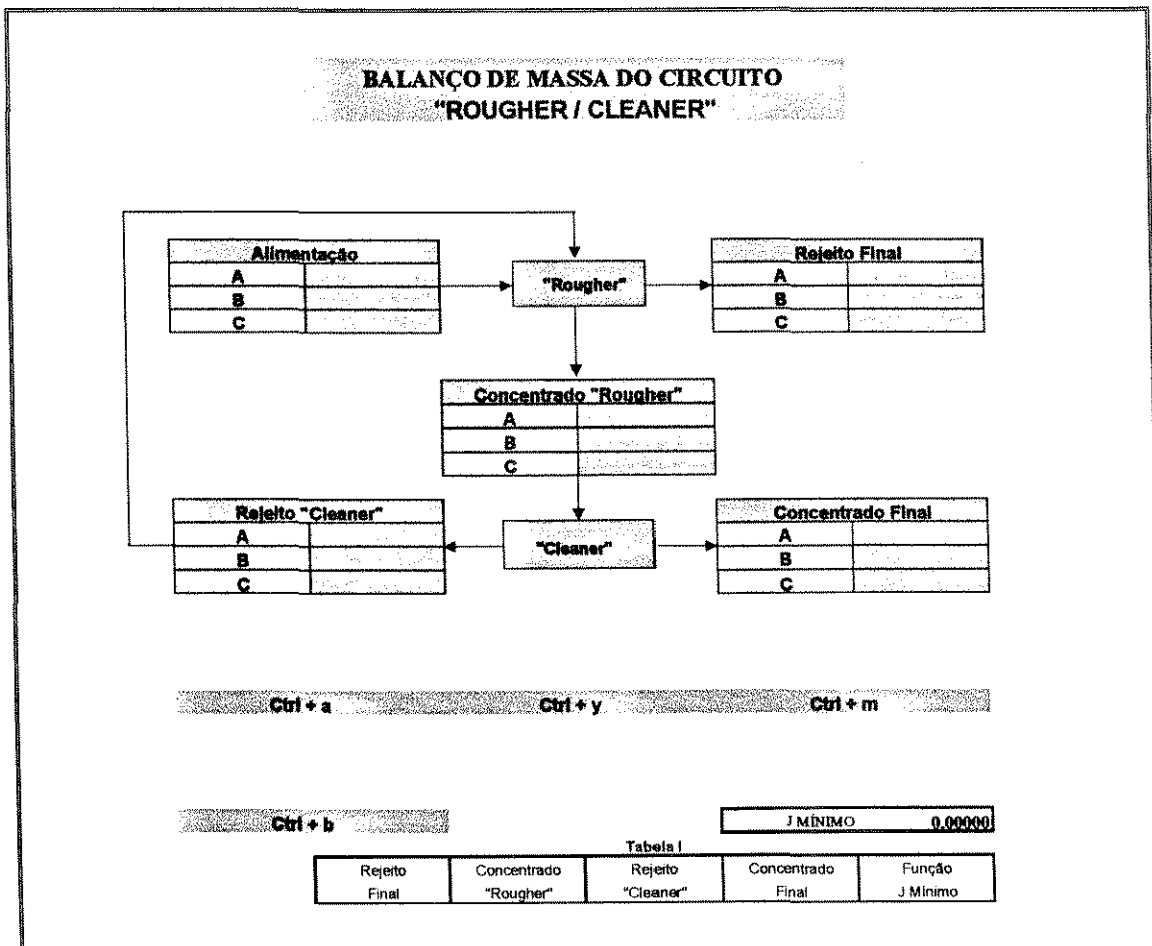 BALANÇO DE MASSA DO CIRCUITO
"ROUGHER / CLEANER"
Alimentação
A
B
C
"Rougher"
Rejeito Final
A
B
C
Concentrado "Rougher"
A
B
C
Rejeito "Cleaner"
A
B
C
"Cleaner"
Concentrado Final
A
B
C
Ctrl + a Ctrl + y Ctrl + m
Ctrl + b
J MÍNIMO 0.00000
Tabela I
Rejeito Concentrado Rejeito Concentrado Função
Final "Rougher" "Cleaner" Final J Mínimo